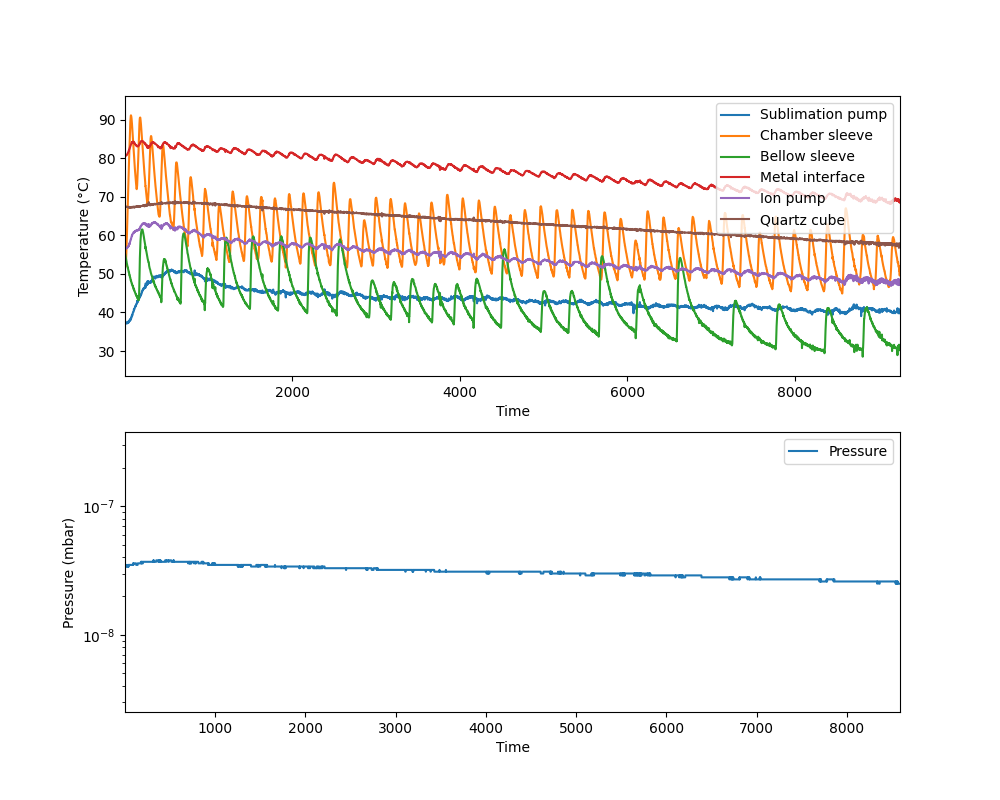 90
80
70
60
50
40
30
Temperature (°C)
Sublimation pump
Chamber sleeve
Bellow sleeve
Metal interface
Ion pump
Quartz cube
2000 4000 6000 8000
Time
Pressure
10⁻⁷
10⁻⁸
Pressure (mbar)
1000 2000 3000 4000 5000 6000 7000 8000
Time